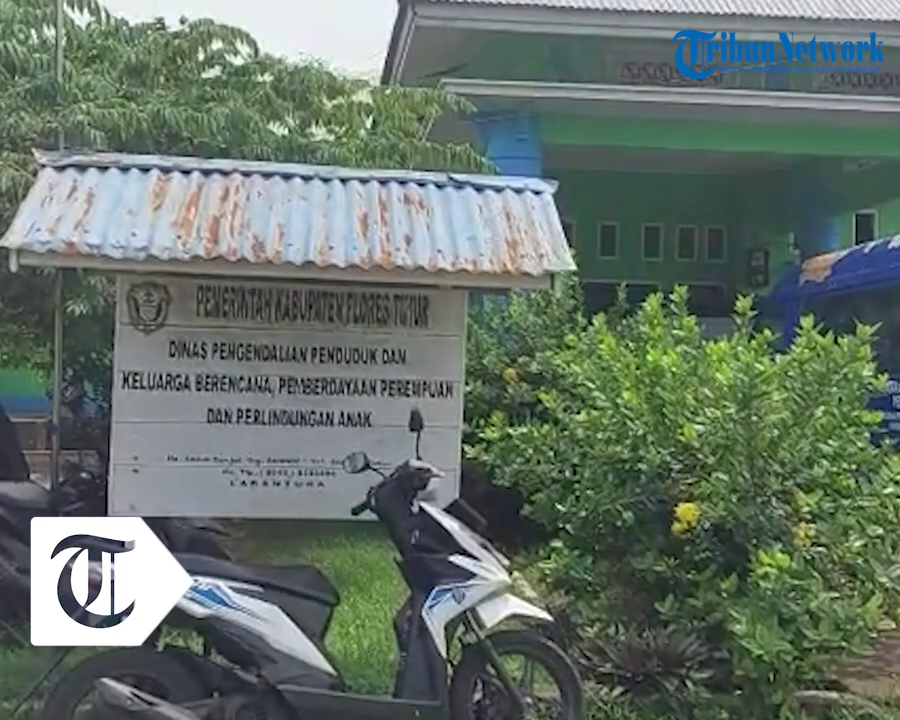 Tribun Network
PEMERINTAH KABUPATEN FLORES TIMUR
DINAS PENGENDALIAN PENDUDUK DAN
KELUARGA BERENCANA, PEMBERDAYAAN PEREMPUAN
DAN PERLINDUNGAN ANAK
LARANTUKA
T